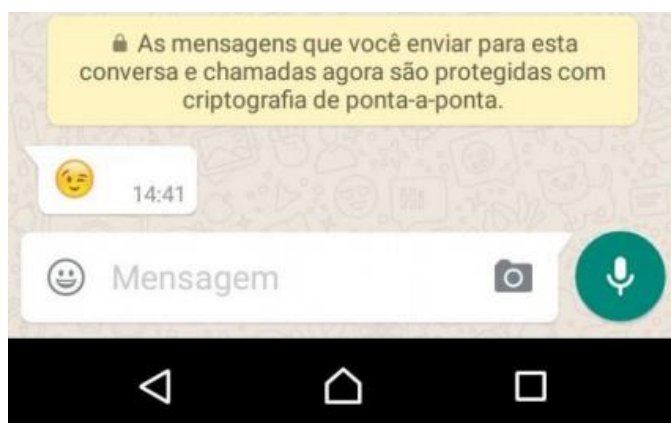 As mensagens que você enviar para esta
conversa e chamadas agora são protegidas com
criptografia de ponta-a-ponta.
14:41
Mensagem